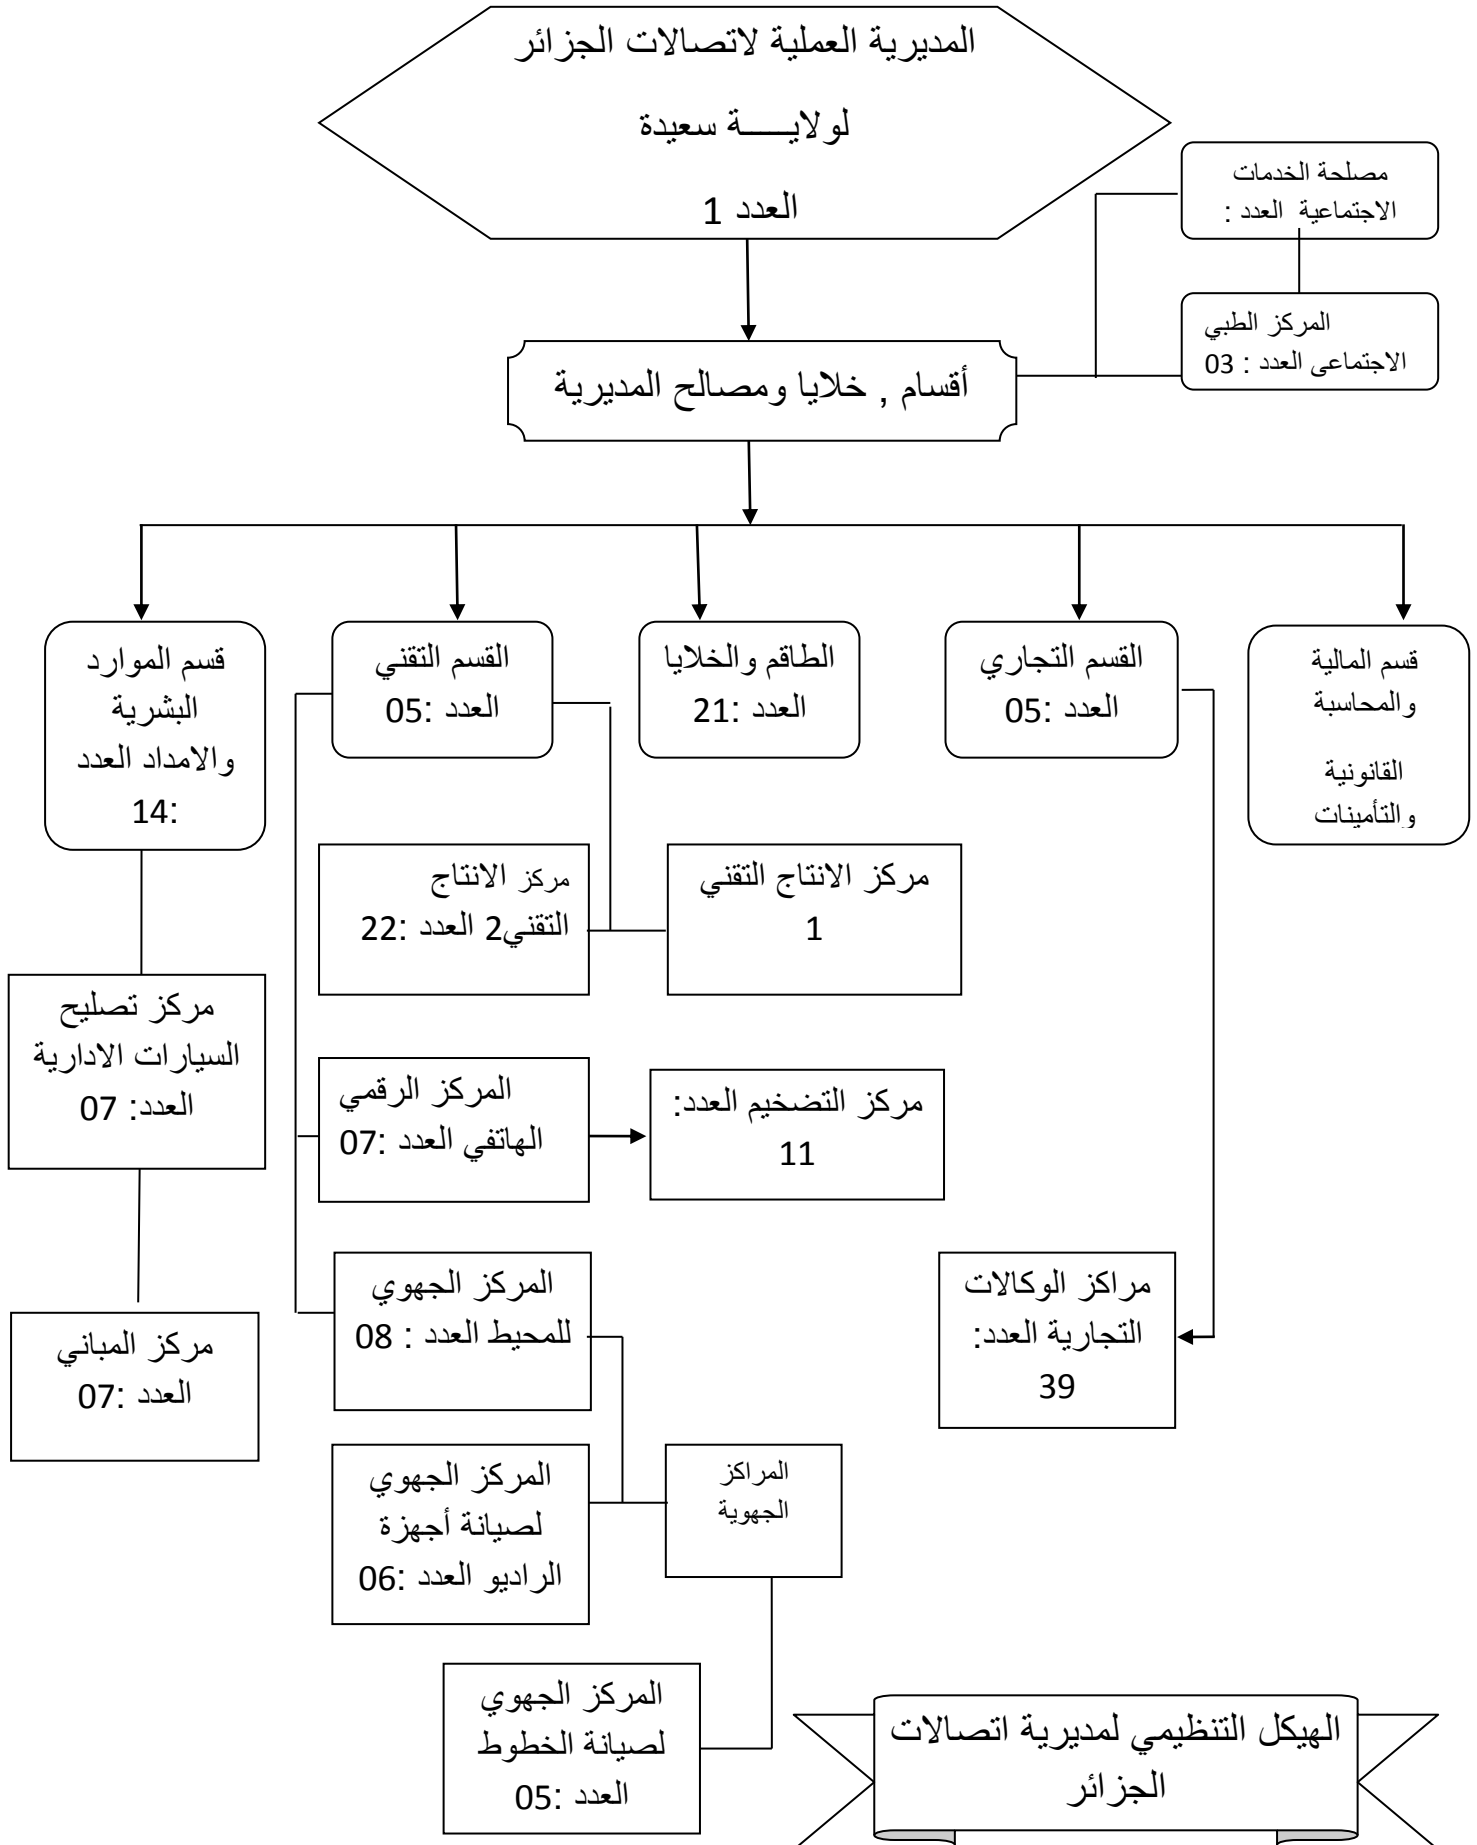 المديرية العملية لاتصالات الجزائر
لولايــــــة سعيدة
العدد 1
مصلحة الخدمات
الاجتماعية العدد :
المركز الطبي
الاجتماعى العدد : 03
أقسام , خلايا ومصالح المديرية
قسم المالية
والمحاسبة
القانونية
والتأمينات
القسم التجاري
العدد :05
الطاقم والخلايا
العدد :21
القسم التقني
العدد :05
قسم الموارد
البشرية
والامداد العدد
:14
مركز الانتاج التقني
1
مركز الانتاج
التقني2 العدد :22
مركز تصليح
السيارات الادارية
العدد: 07
مركز التضخيم العدد:
11
المركز الرقمي
الهاتفي العدد :07
مراكز الوكالات
التجارية العدد:
39
المركز الجهوي
للمحيط العدد : 08
مركز المباني
العدد :07
المراكز
الجهوية
المركز الجهوي
لصيانة أجهزة
الراديو العدد :06
المركز الجهوي
لصيانة الخطوط
العدد :05
الهيكل التنظيمي لمديرية اتصالات
الجزائر